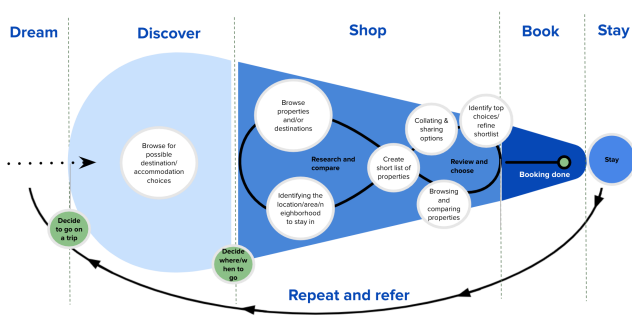 Dream
Discover
Shop
Book
Stay
Browse for
possible
destination/
accommodation
choices
Decide
to go on
a trip
Decide
where/w
hen to
go
Browse
properties
and/or
destinations
Research and
compare
Identifying the
location/area/n
eighborhood
to stay in
Create
short list of
properties
Collating &
sharing
options
Identify top
choices/
refine
shortlist
Review and
choose
Browsing
and
comparing
properties
Booking done
Stay
Repeat and refer